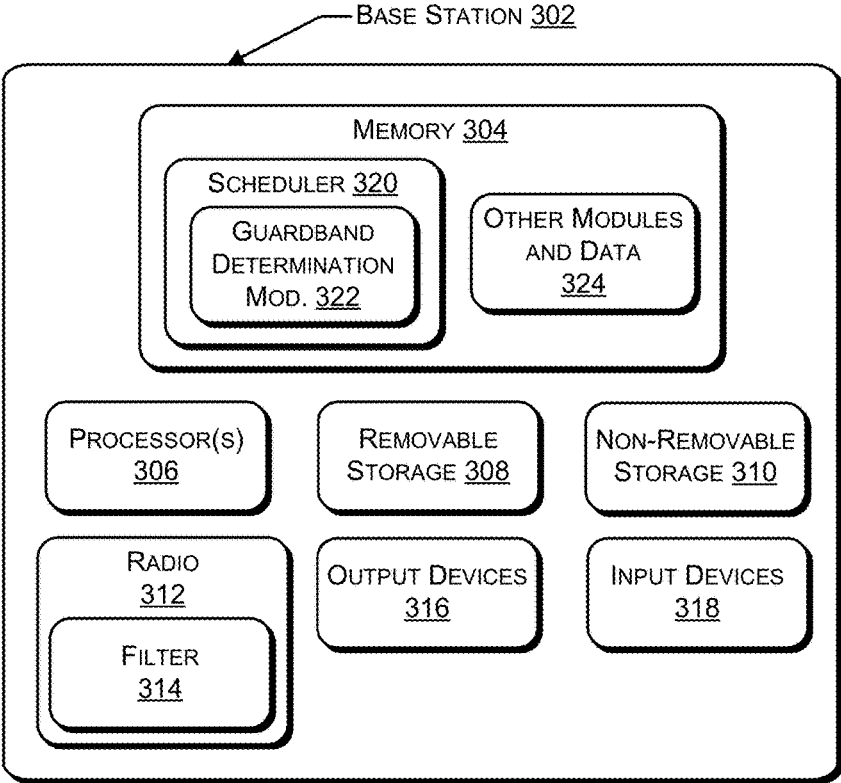 BASE STATION 302
MEMORY 304
SCHEDULER 320
GUARDBAND
DETERMINATION
MOD. 322
OTHER MODULES
AND DATA
324
PROCESSOR(S)
306
REMOVABLE
STORAGE 308
NON-REMOVABLE
STORAGE 310
RADIO
312
FILTER
314
OUTPUT DEVICES
316
INPUT DEVICES
318